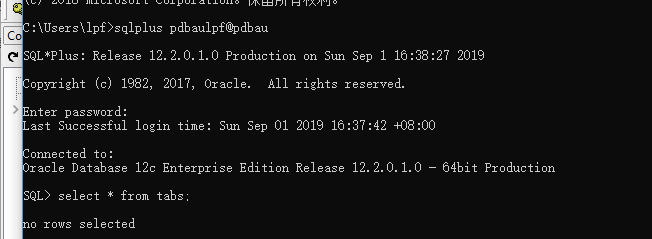 (c) 2018 Microsoft Corporation。保留所有权利。
C:\Users\lpf>sqlplus pdbaulpf@pdbau
SQL*Plus: Release 12.2.0.1.0 Production on Sun Sep 1 16:38:27 2019
Copyright (c) 1982, 2017, Oracle.  All rights reserved.
Enter password:
Last Successful login time: Sun Sep 01 2019 16:37:42 +08:00
Connected to:
Oracle Database 12c Enterprise Edition Release 12.2.0.1.0 - 64bit Production
SQL> select * from tabs;
no rows selected
Co